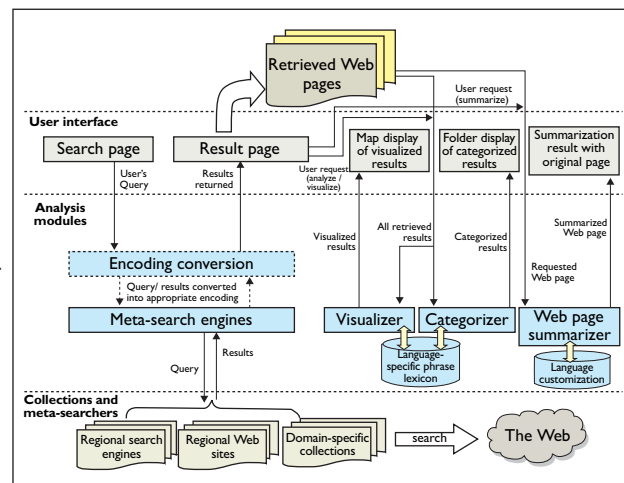 Retrieved Web
pages
User request
(summarize)
User interface
Search page
Result page
Map display
of visualized
results
Folder display
of categorized
results
Summarization
result with
original page
User's
Query
Results
returned
User request
(analyze /
visualize)
Analysis
modules
Visualized
results
All retrieved
results
Categorized
results
Summarized
Web page
Encoding conversion
Requested
Web page
Query/ results converted
into appropriate encoding
Meta-search engines
Visualizer
Categorizer
Web page
summarizer
Query
Results
Language-
specific phrase
lexicon
Language
customization
Collections and
meta-searchers
Regional search
engines
Regional Web
sites
Domain-specific
collections
search
The Web